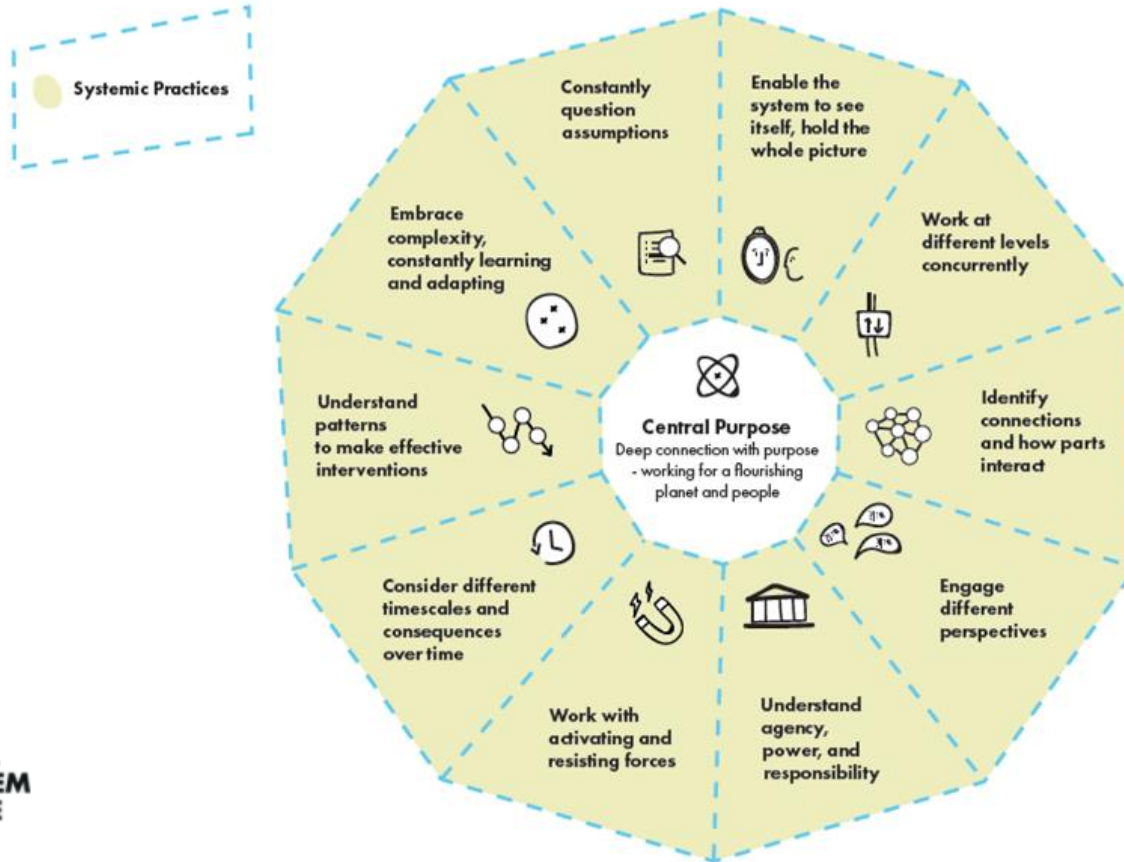 Systemic Practices
Constantly
question
assumptions
Enable the
system to see
itself, hold the
whole picture
Work at
different levels
concurrently
Identify
connections
and how parts
interact
Engage
different
perspectives
Understand
agency,
power, and
responsibility
Work with
activating and
resisting forces
Consider different
timescales and
consequences
over time
Understand
patterns
to make effective
interventions
Embrace
complexity,
constantly learning
and adapting
Central Purpose
Deep connection with purpose
- working for a flourishing
planet and people